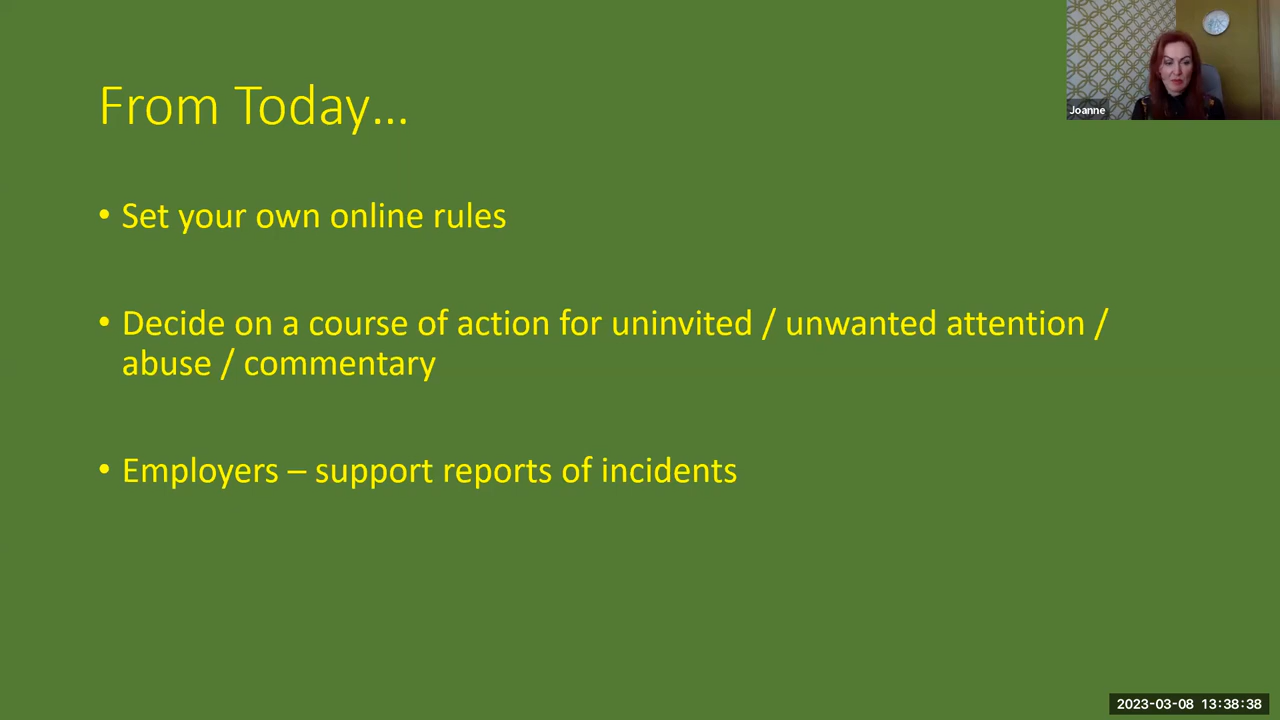 From Today…
• Set your own online rules
• Decide on a course of action for uninvited / unwanted attention /
abuse / commentary
• Employers – support reports of incidents
Joanne
2023-03-08 13:38:38